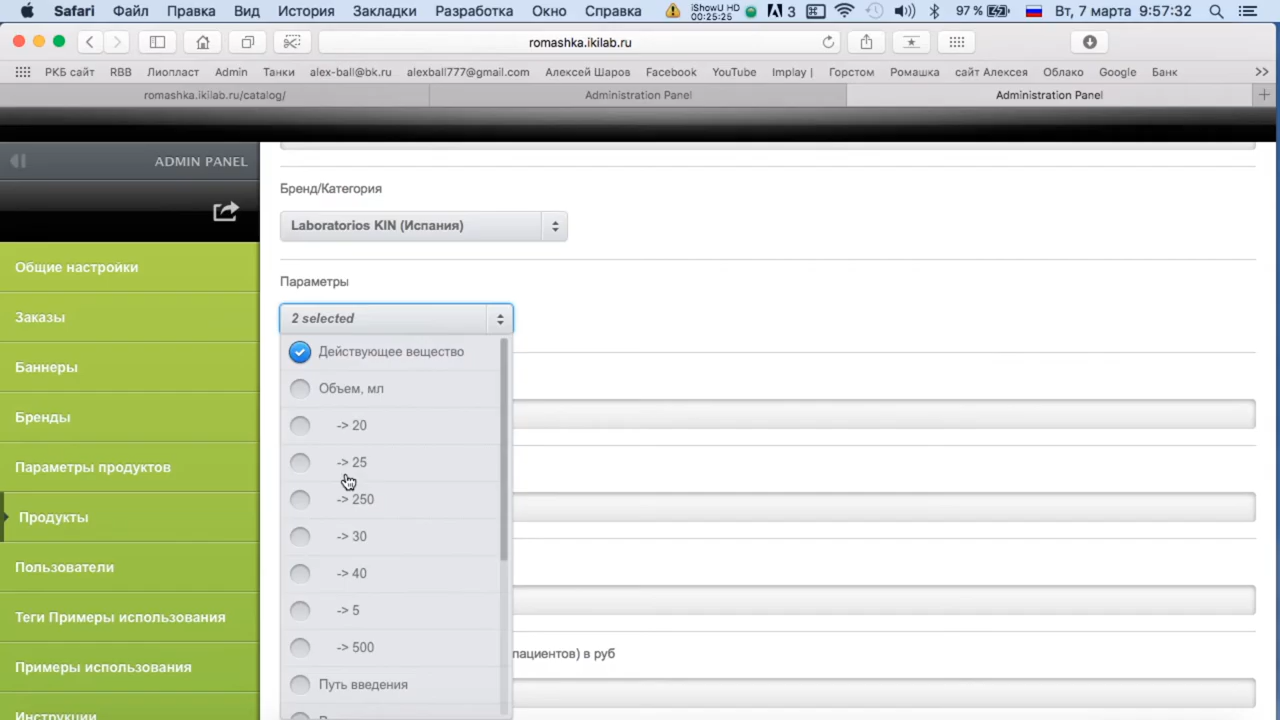 Safari Файл Правка Вид История Закладки Разработка Окно Справка iShowU HD 00:25:25 3 97 % Вт, 7 марта 9:57:32
romashka.ikilab.ru
РКБ сайт RBB Лиопласт Admin Танки alex-ball@bk.ru alexball777@gmail.com Алексей Шаров Facebook YouTube Implay | Горстом Ромашка сайт Алексея Облако Google Банк >>
romashka.ikilab.ru/catalog/ Administration Panel Administration Panel
ADMIN PANEL
Общие настройки
Заказы
Баннеры
Бренды
Параметры продуктов
Продукты
Пользователи
Теги Примеры использования
Примеры использования
Инструкции
Бренд/Категория
Laboratorios KIN (Испания)
Параметры
2 selected
Действующее вещество
Объем, мл
-> 20
-> 25
-> 250
-> 30
-> 40
-> 5
-> 500
Путь введения
пациентов) в руб